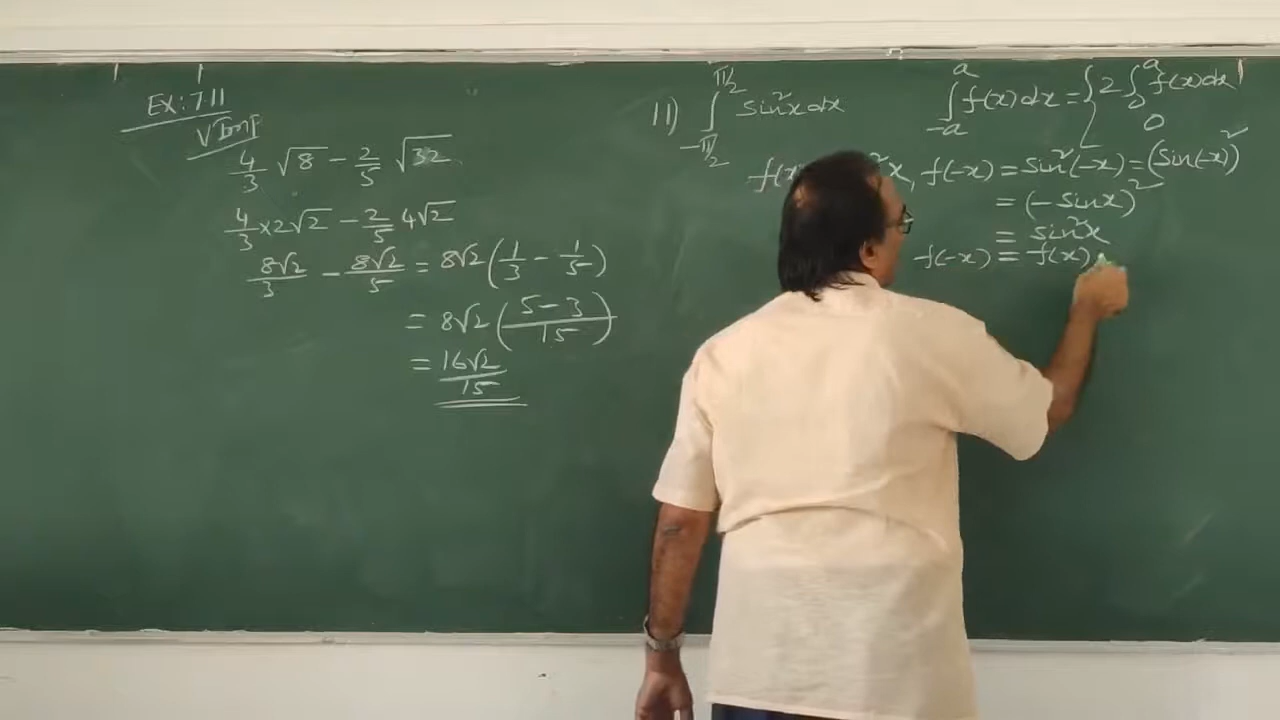 Ex: 7.11
√Imp
4/3 √8 − 2/5 √32
4/3 × 2√2 − 2/5 4√2
8√2/3 − 8√2/5 = 8√2 (1/3 − 1/5)
= 8√2 ((5 − 3)/15)
= 16√2/15
11) ∫_{-π/2}^{π/2} sin²x dx
∫_{-a}^{a} f(x) dx = { 2 ∫_0^a f(x) dx
0
f(x) ²x, f(−x) = sin²(−x) = (sin(−x))²
= (− sinx)²
= sin²x
f(−x) = f(x)